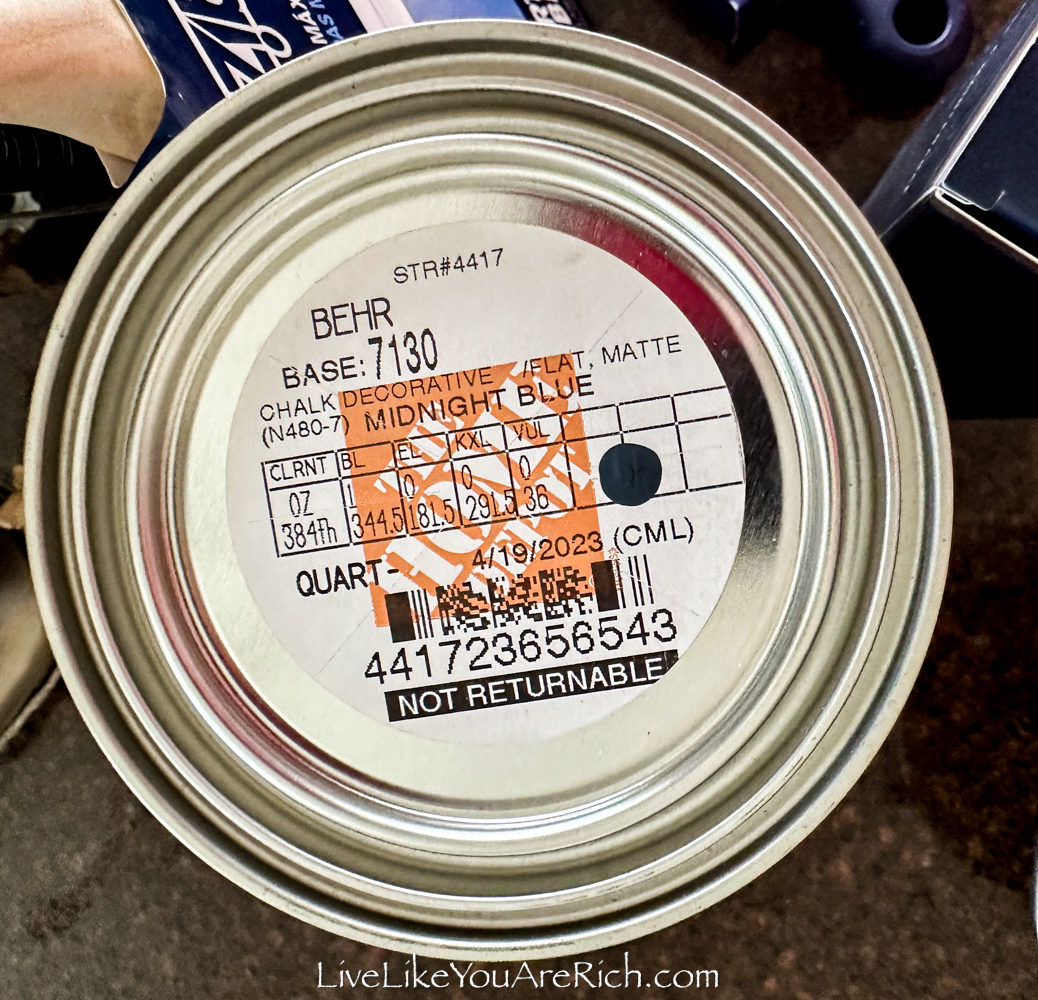 MÁX
STR#4417
BEHR
BASE: 7130
CHALK DECORATIVE /FLAT, MATTE
(N480-7) MIDNIGHT BLUE
CLRNT BL EL KXL VUL
OZ 1 0 0 0
384Th 344.5 181.5 291.5 36
QUART- 4/19/2023 (CML)
441723656543
NOT RETURNABLE
LiveLikeYouAreRich.com